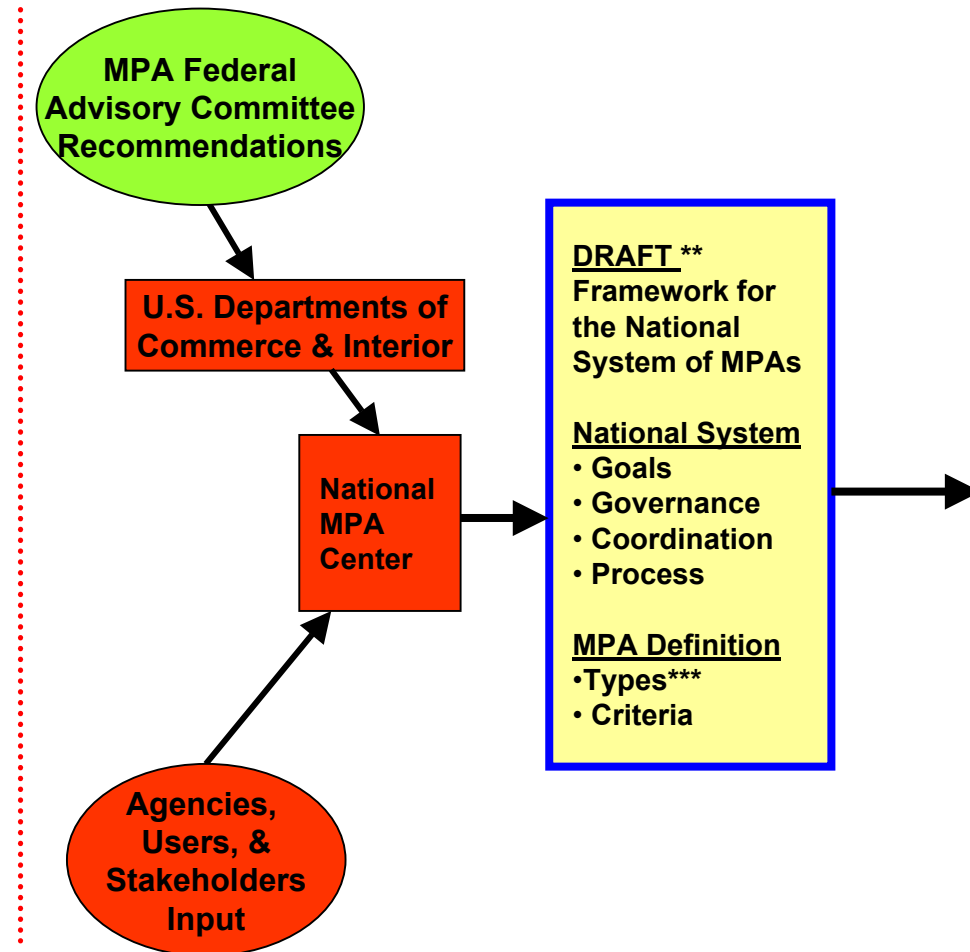 MPA Federal
Advisory Committee
Recommendations
U.S. Departments of
Commerce & Interior
National
MPA
Center
Agencies,
Users, &
Stakeholders
Input
DRAFT **
Framework for
the National
System of MPAs
National System
• Goals
• Governance
• Coordination
• Process
MPA Definition
•Types***
• Criteria